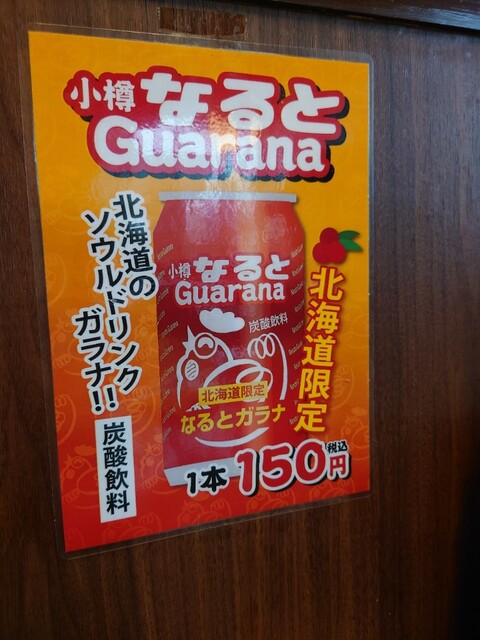 小樽なると
Guarana
北海道の
ソウルドリンク
ガラナ!!
炭酸飲料
北海道限定
小樽なると
Guarana
炭酸飲料
北海道限定
なるとガラナ
1本150円
税込